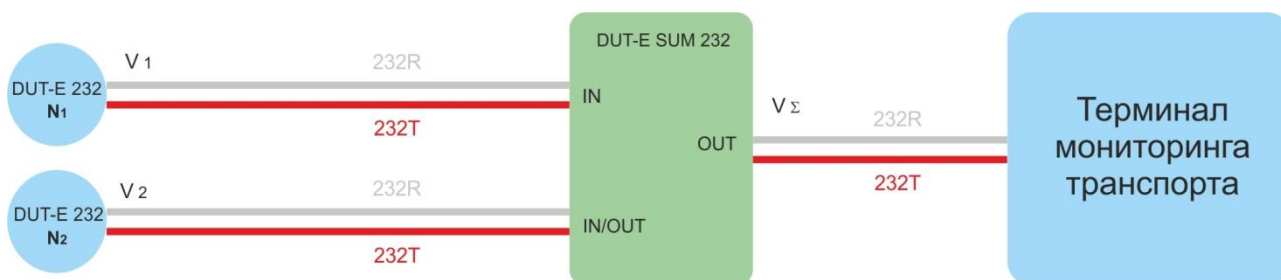 V 1
232R
DUT-E 232
N1
232T
IN
DUT-E SUM 232
V Σ
232R
OUT
232T
Терминал
мониторинга
транспорта
V 2
232R
DUT-E 232
N2
232T
IN/OUT